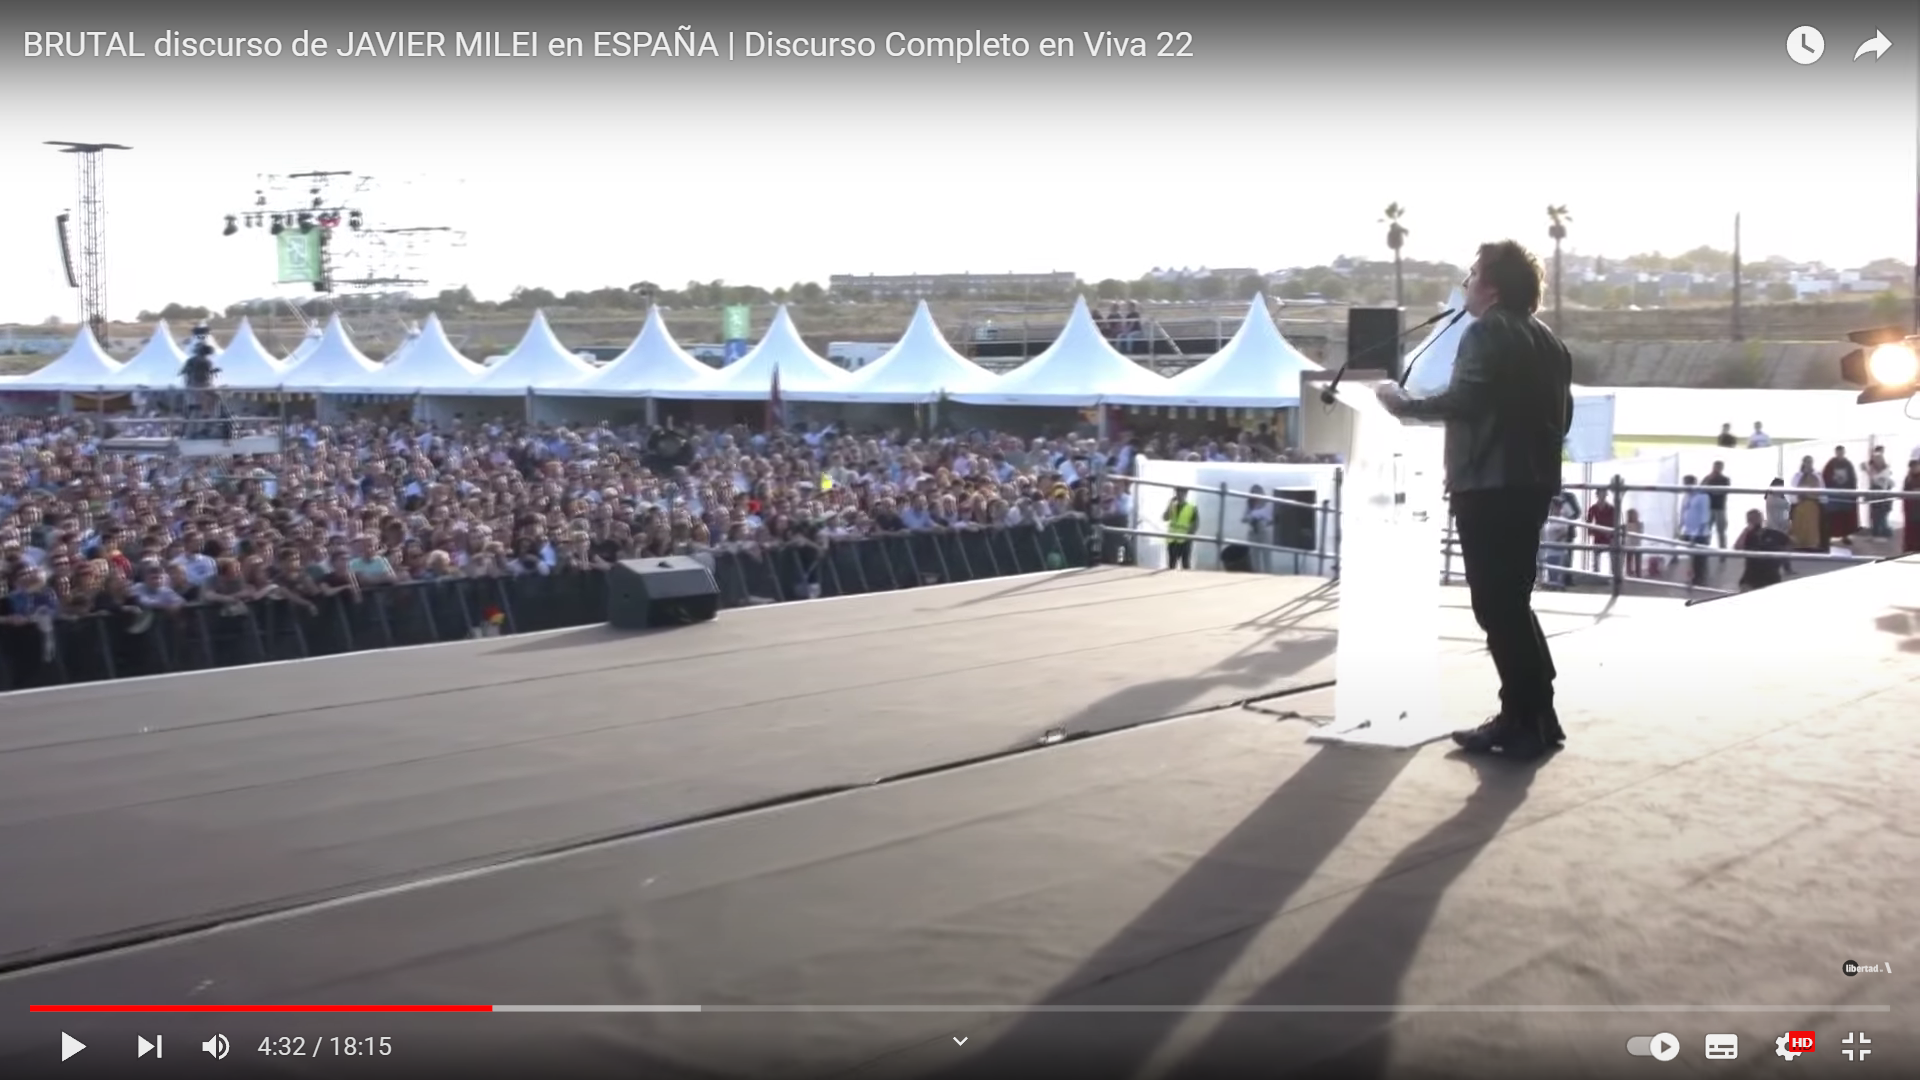 BRUTAL discurso de JAVIER MILEI en ESPAÑA | Discurso Completo en Viva 22
libertad
4:32 / 18:15
HD